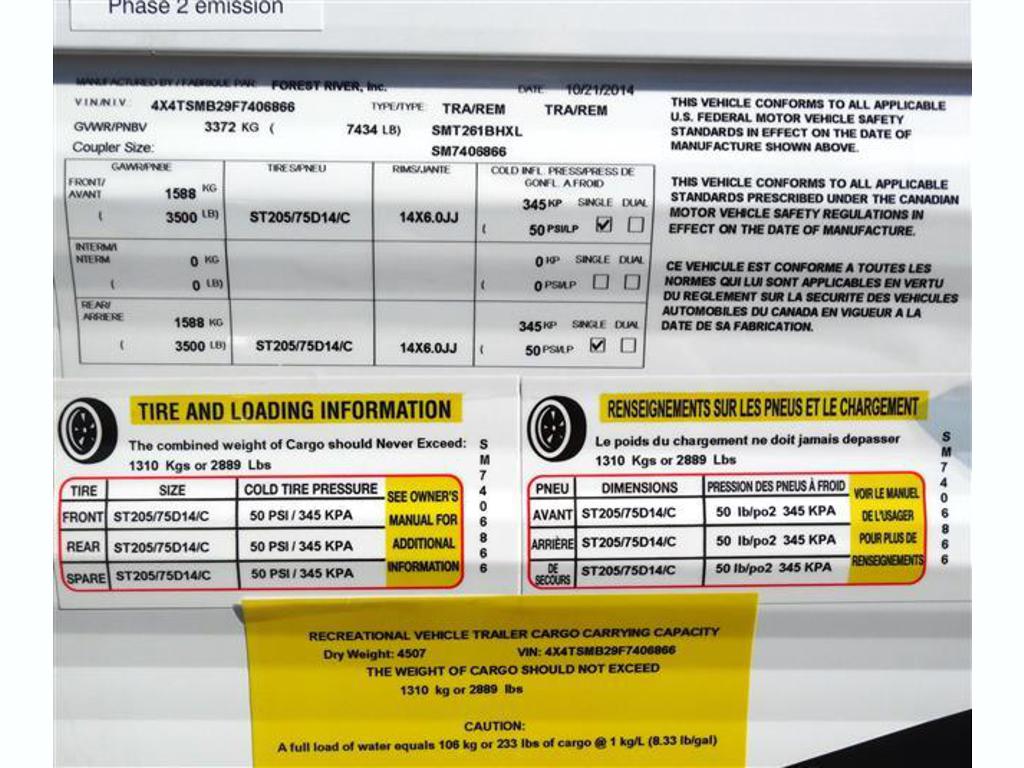 Phase 2 emission
MANUFACTURED BY / FABRIQUE PAR: FOREST RIVER, Inc. DATE: 10/21/2014
V.I.N/N.I.V.: 4X4TSMB29F7406866 TYPE/TYPE: TRA/REM TRA/REM
GVWR/PNBV 3372 KG ( 7434 LB) SMT261BHXL
Coupler Size: SM7406866
GAWR/PNBE TIRES/PNEU RIMS/JANTE COLD INFL. PRESS/PRESS DE
GONFL. A FROID
FRONT/
AVANT 1588 KG 345 KP SINGLE DUAL
( 3500 LB) ST205/75D14/C 14X6.0JJ ( 50 PSI/LP
INTERM/I
NTERM 0 KG 0 KP SINGLE DUAL
( 0 LB) ( 0 PSI/LP
REAR/
ARRIERE 1588 KG 345 KP SINGLE DUAL
( 3500 LB) ST205/75D14/C 14X6.0JJ ( 50 PSI/LP
THIS VEHICLE CONFORMS TO ALL APPLICABLE
U.S. FEDERAL MOTOR VEHICLE SAFETY
STANDARDS IN EFFECT ON THE DATE OF
MANUFACTURE SHOWN ABOVE.
THIS VEHICLE CONFORMS TO ALL APPLICABLE
STANDARDS PRESCRIBED UNDER THE CANADIAN
MOTOR VEHICLE SAFETY REGULATIONS IN
EFFECT ON THE DATE OF MANUFACTURE.
CE VEHICULE EST CONFORME A TOUTES LES
NORMES QUI LUI SONT APPLICABLES EN VERTU
DU REGLEMENT SUR LA SECURITE DES VEHICULES
AUTOMOBILES DU CANADA EN VIGUEUR A LA
DATE DE SA FABRICATION.
TIRE AND LOADING INFORMATION
The combined weight of Cargo should Never Exceed:
1310 Kgs or 2889 Lbs
TIRE SIZE COLD TIRE PRESSURE
FRONT ST205/75D14/C 50 PSI / 345 KPA
REAR ST205/75D14/C 50 PSI / 345 KPA
SPARE ST205/75D14/C 50 PSI / 345 KPA
SEE OWNER'S
MANUAL FOR
ADDITIONAL
INFORMATION
SM7406866
RENSEIGNEMENTS SUR LES PNEUS ET LE CHARGEMENT
Le poids du chargement ne doit jamais depasser
1310 Kgs or 2889 Lbs
PNEU DIMENSIONS PRESSION DES PNEUS À FROID
AVANT ST205/75D14/C 50 lb/po2 345 KPA
ARRIÈRE ST205/75D14/C 50 lb/po2 345 KPA
DE
SECOURS ST205/75D14/C 50 lb/po2 345 KPA
VOIR LE MANUEL
DE L'USAGER
POUR PLUS DE
RENSEIGNEMENTS
SM7406866
RECREATIONAL VEHICLE TRAILER CARGO CARRYING CAPACITY
Dry Weight: 4507 VIN: 4X4TSMB29F7406866
THE WEIGHT OF CARGO SHOULD NOT EXCEED
1310 kg or 2889 lbs
CAUTION:
A full load of water equals 106 kg or 233 lbs of cargo @ 1 kg/L (8.33 lb/gal)